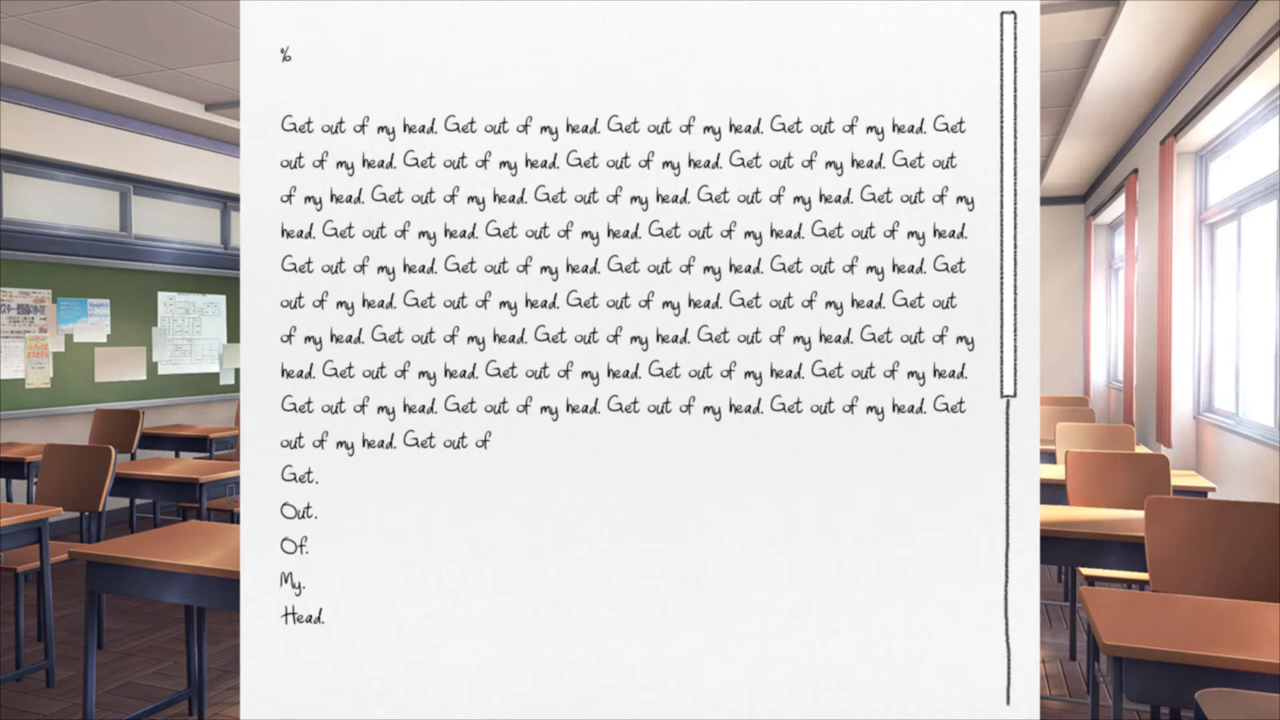 %
Get out of my head. Get out of my head. Get out of my head. Get out of my head. Get
out of my head. Get out of my head. Get out of my head. Get out of my head. Get out
of my head. Get out of my head. Get out of my head. Get out of my head. Get out of my
head. Get out of my head. Get out of my head. Get out of my head. Get out of my head.
Get out of my head. Get out of my head. Get out of my head. Get out of my head. Get
out of my head. Get out of my head. Get out of my head. Get out of my head. Get out
of my head. Get out of my head. Get out of my head. Get out of my head. Get out of my
head. Get out of my head. Get out of my head. Get out of my head. Get out of my head.
Get out of my head. Get out of my head. Get out of my head. Get out of my head. Get
out of my head. Get out of
Get.
Out.
Of.
My.
Head.